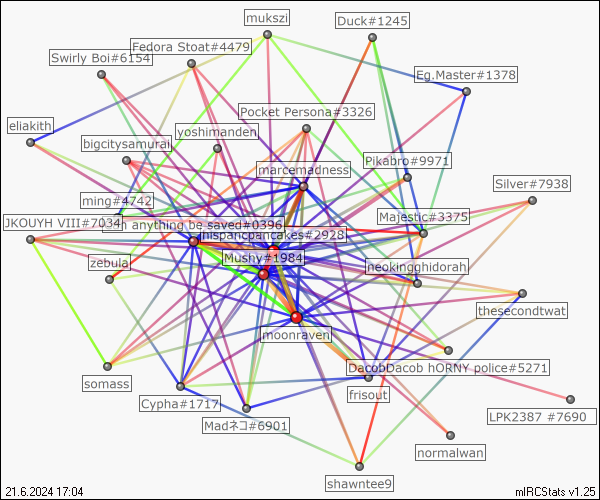 mukszi
Duck#1245
Fedora Stoat#4479
Swirly Boi#6154
Eg.Master#1378
Pocket Persona#3326
eliakith
yoshimanden
bigcitysamurai
Pikabro#9971
marcemadness
Silver#7938
ming#4742
Majestic#3375
JKOUYH VIII#7034
n anything be saved#0396
mispancpancakes#2928
Mushy#1984
zebula
neokingghidorah
thesecondtwat
moonraven
DacobDacob hORNY police#5271
somass
frisout
Cypha#1717
LPK2387 #7690
Madネコ#6901
normalwan
shawntee9
21.6.2024 17:04
mIRCStats v1.25